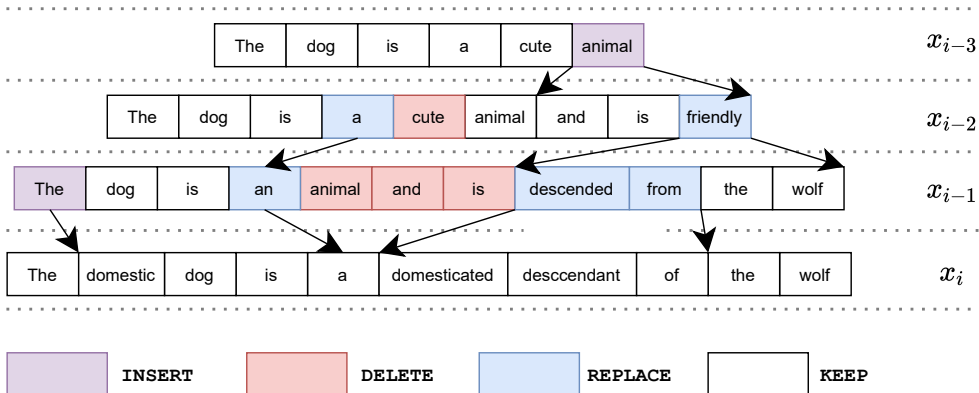 The dog is a cute animal x_{i-3}
The dog is a cute animal and is friendly x_{i-2}
The dog is an animal and is descended from the wolf x_{i-1}
The domestic dog is a domesticated desccendant of the wolf x_i
INSERT DELETE REPLACE KEEP